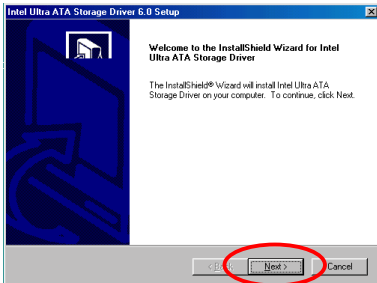 Intel Ultra ATA Storage Driver 6.0 Setup
Welcome to the InstallShield Wizard for Intel
Ultra ATA Storage Driver
The InstallShield® Wizard will install Intel Ultra ATA
Storage Driver on your computer. To continue, click Next.
< Back Next > Cancel